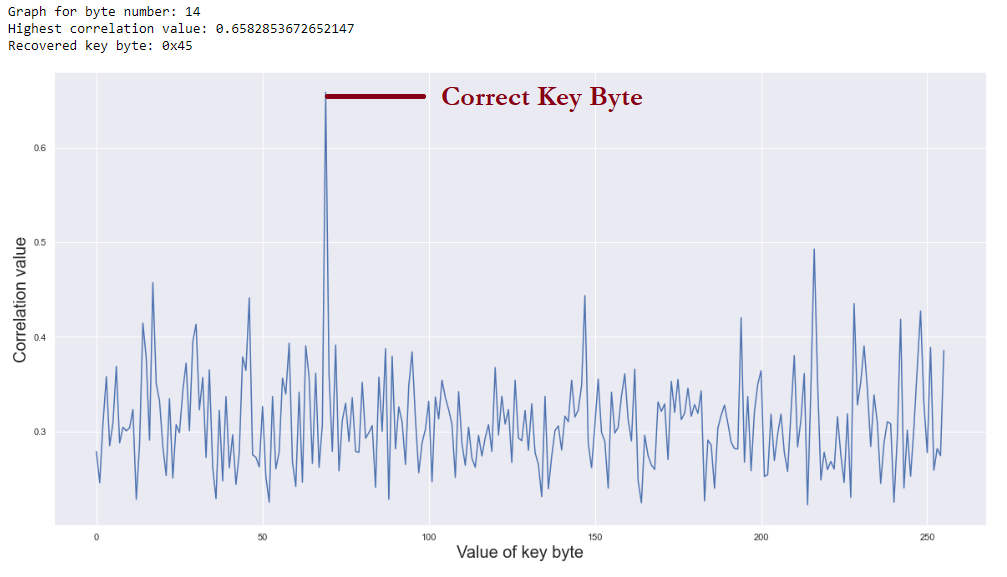 Graph for byte number: 14
Highest correlation value: 0.6582853672652147
Recovered key byte: 0x45
Correct Key Byte
0.6
0.5
0.4
0.3
Correlation value
0 50 100 150 200 250
Value of key byte